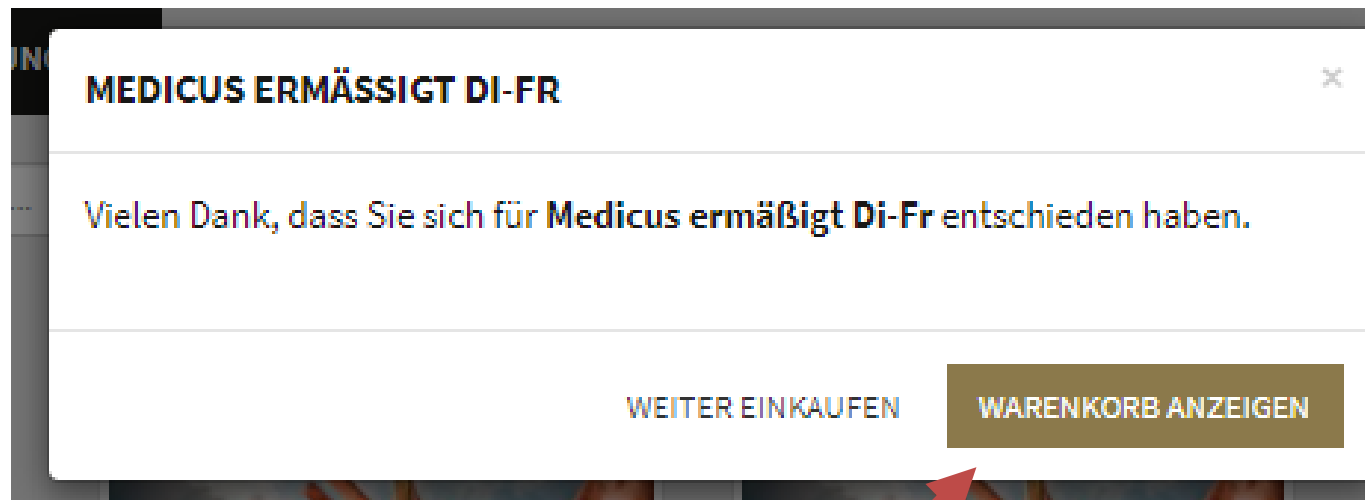 MEDICUS ERMÄSSIGT DI-FR
×
Vielen Dank, dass Sie sich für Medicus ermäßigt Di-Fr entschieden haben.
WEITER EINKAUFEN
WARENKORB ANZEIGEN